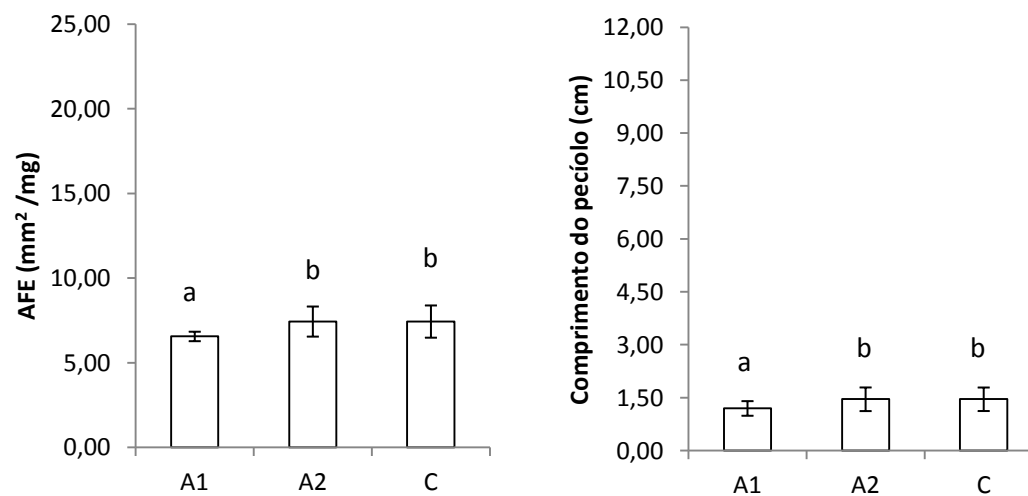 AFE (mm² /mg)
25,00
20,00
15,00
10,00
5,00
0,00
a
b
b
A1
A2
C
Comprimento do pecíolo (cm)
12,00
10,50
9,00
7,50
6,00
4,50
3,00
1,50
0,00
a
b
b
A1
A2
C